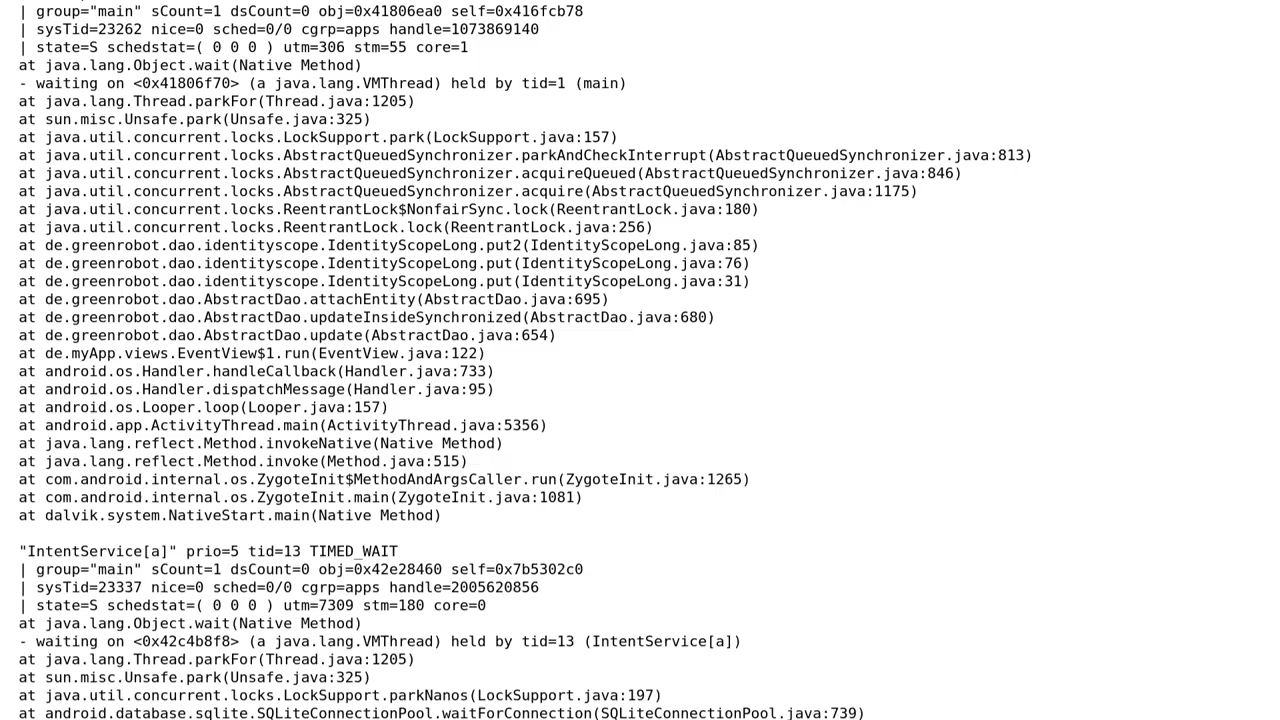 | group="main" sCount=1 dsCount=0 obj=0x41806ea0 self=0x416fcb78
| sysTid=23262 nice=0 sched=0/0 cgrp=apps handle=1073869140
| state=S schedstat=( 0 0 0 ) utm=306 stm=55 core=1
at java.lang.Object.wait(Native Method)
- waiting on <0x41806f70> (a java.lang.VMThread) held by tid=1 (main)
at java.lang.Thread.parkFor(Thread.java:1205)
at sun.misc.Unsafe.park(Unsafe.java:325)
at java.util.concurrent.locks.LockSupport.park(LockSupport.java:157)
at java.util.concurrent.locks.AbstractQueuedSynchronizer.parkAndCheckInterrupt(AbstractQueuedSynchronizer.java:813)
at java.util.concurrent.locks.AbstractQueuedSynchronizer.acquireQueued(AbstractQueuedSynchronizer.java:846)
at java.util.concurrent.locks.AbstractQueuedSynchronizer.acquire(AbstractQueuedSynchronizer.java:1175)
at java.util.concurrent.locks.ReentrantLock$NonfairSync.lock(ReentrantLock.java:180)
at java.util.concurrent.locks.ReentrantLock.lock(ReentrantLock.java:256)
at de.greenrobot.dao.identityscope.IdentityScopeLong.put2(IdentityScopeLong.java:85)
at de.greenrobot.dao.identityscope.IdentityScopeLong.put(IdentityScopeLong.java:76)
at de.greenrobot.dao.identityscope.IdentityScopeLong.put(IdentityScopeLong.java:31)
at de.greenrobot.dao.AbstractDao.attachEntity(AbstractDao.java:695)
at de.greenrobot.dao.AbstractDao.updateInsideSynchronized(AbstractDao.java:680)
at de.greenrobot.dao.AbstractDao.update(AbstractDao.java:654)
at de.myApp.views.EventView$1.run(EventView.java:122)
at android.os.Handler.handleCallback(Handler.java:733)
at android.os.Handler.dispatchMessage(Handler.java:95)
at android.os.Looper.loop(Looper.java:157)
at android.app.ActivityThread.main(ActivityThread.java:5356)
at java.lang.reflect.Method.invokeNative(Native Method)
at java.lang.reflect.Method.invoke(Method.java:515)
at com.android.internal.os.ZygoteInit$MethodAndArgsCaller.run(ZygoteInit.java:1265)
at com.android.internal.os.ZygoteInit.main(ZygoteInit.java:1081)
at dalvik.system.NativeStart.main(Native Method)
"IntentService[a]" prio=5 tid=13 TIMED_WAIT
| group="main" sCount=1 dsCount=0 obj=0x42e28460 self=0x7b5302c0
| sysTid=23337 nice=0 sched=0/0 cgrp=apps handle=2005620856
| state=S schedstat=( 0 0 0 ) utm=7309 stm=180 core=0
at java.lang.Object.wait(Native Method)
- waiting on <0x42c4b8f8> (a java.lang.VMThread) held by tid=13 (IntentService[a])
at java.lang.Thread.parkFor(Thread.java:1205)
at sun.misc.Unsafe.park(Unsafe.java:325)
at java.util.concurrent.locks.LockSupport.parkNanos(LockSupport.java:197)
at android.database.sqlite.SQLiteConnectionPool.waitForConnection(SQLiteConnectionPool.java:739)